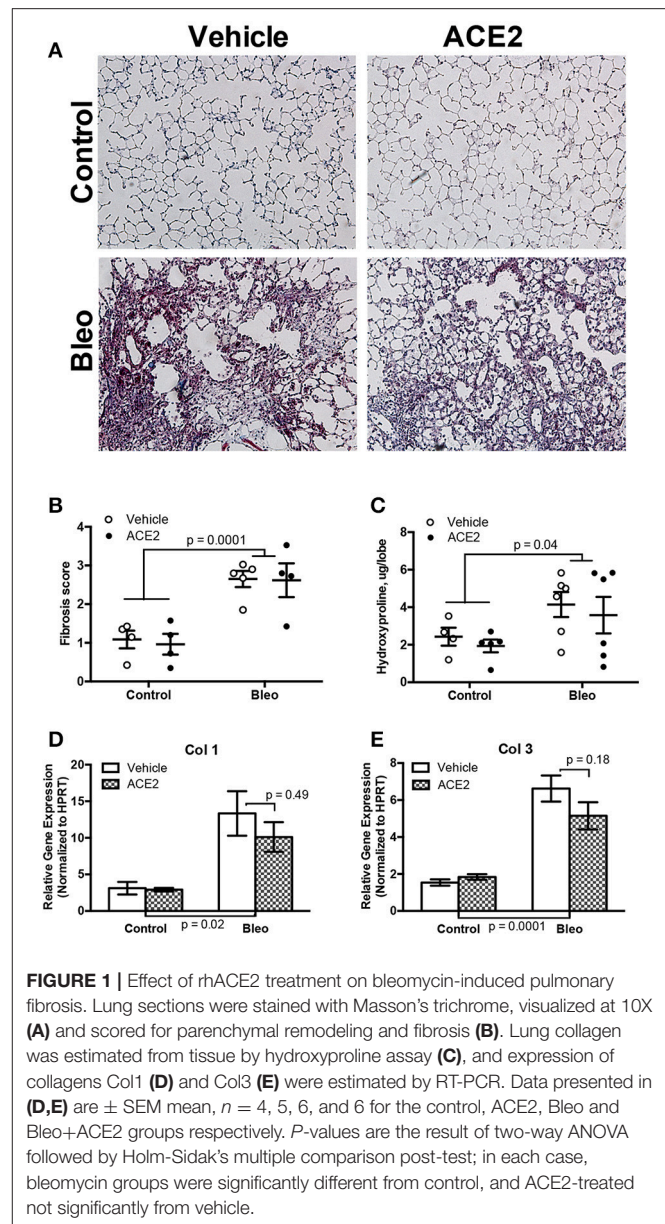 A
Vehicle
ACE2
Control
Bleo
B
Vehicle
ACE2
p = 0.0001
Fibrosis score
4
3
2
1
0
Control
Bleo
C
Vehicle
ACE2
p = 0.04
Hydroxyproline, ug/lobe
8
6
4
2
0
Control
Bleo
D
Col 1
Vehicle
ACE2
p = 0.49
Relative Gene Expression
(Normalized to HPRT)
20
15
10
5
0
Control
Bleo
p = 0.02
E
Col 3
Vehicle
ACE2
p = 0.18
Relative Gene Expression
(Normalized to HPRT)
8
6
4
2
0
Control
Bleo
p = 0.0001
FIGURE 1 | Effect of rhACE2 treatment on bleomycin-induced pulmonary
fibrosis. Lung sections were stained with Masson's trichrome, visualized at 10X
(A) and scored for parenchymal remodeling and fibrosis (B). Lung collagen
was estimated from tissue by hydroxyproline assay (C), and expression of
collagens Col1 (D) and Col3 (E) were estimated by RT-PCR. Data presented in
(D,E) are ± SEM mean, n = 4, 5, 6, and 6 for the control, ACE2, Bleo and
Bleo+ACE2 groups respectively. P-values are the result of two-way ANOVA
followed by Holm-Sidak's multiple comparison post-test; in each case,
bleomycin groups were significantly different from control, and ACE2-treated
not significantly from vehicle.